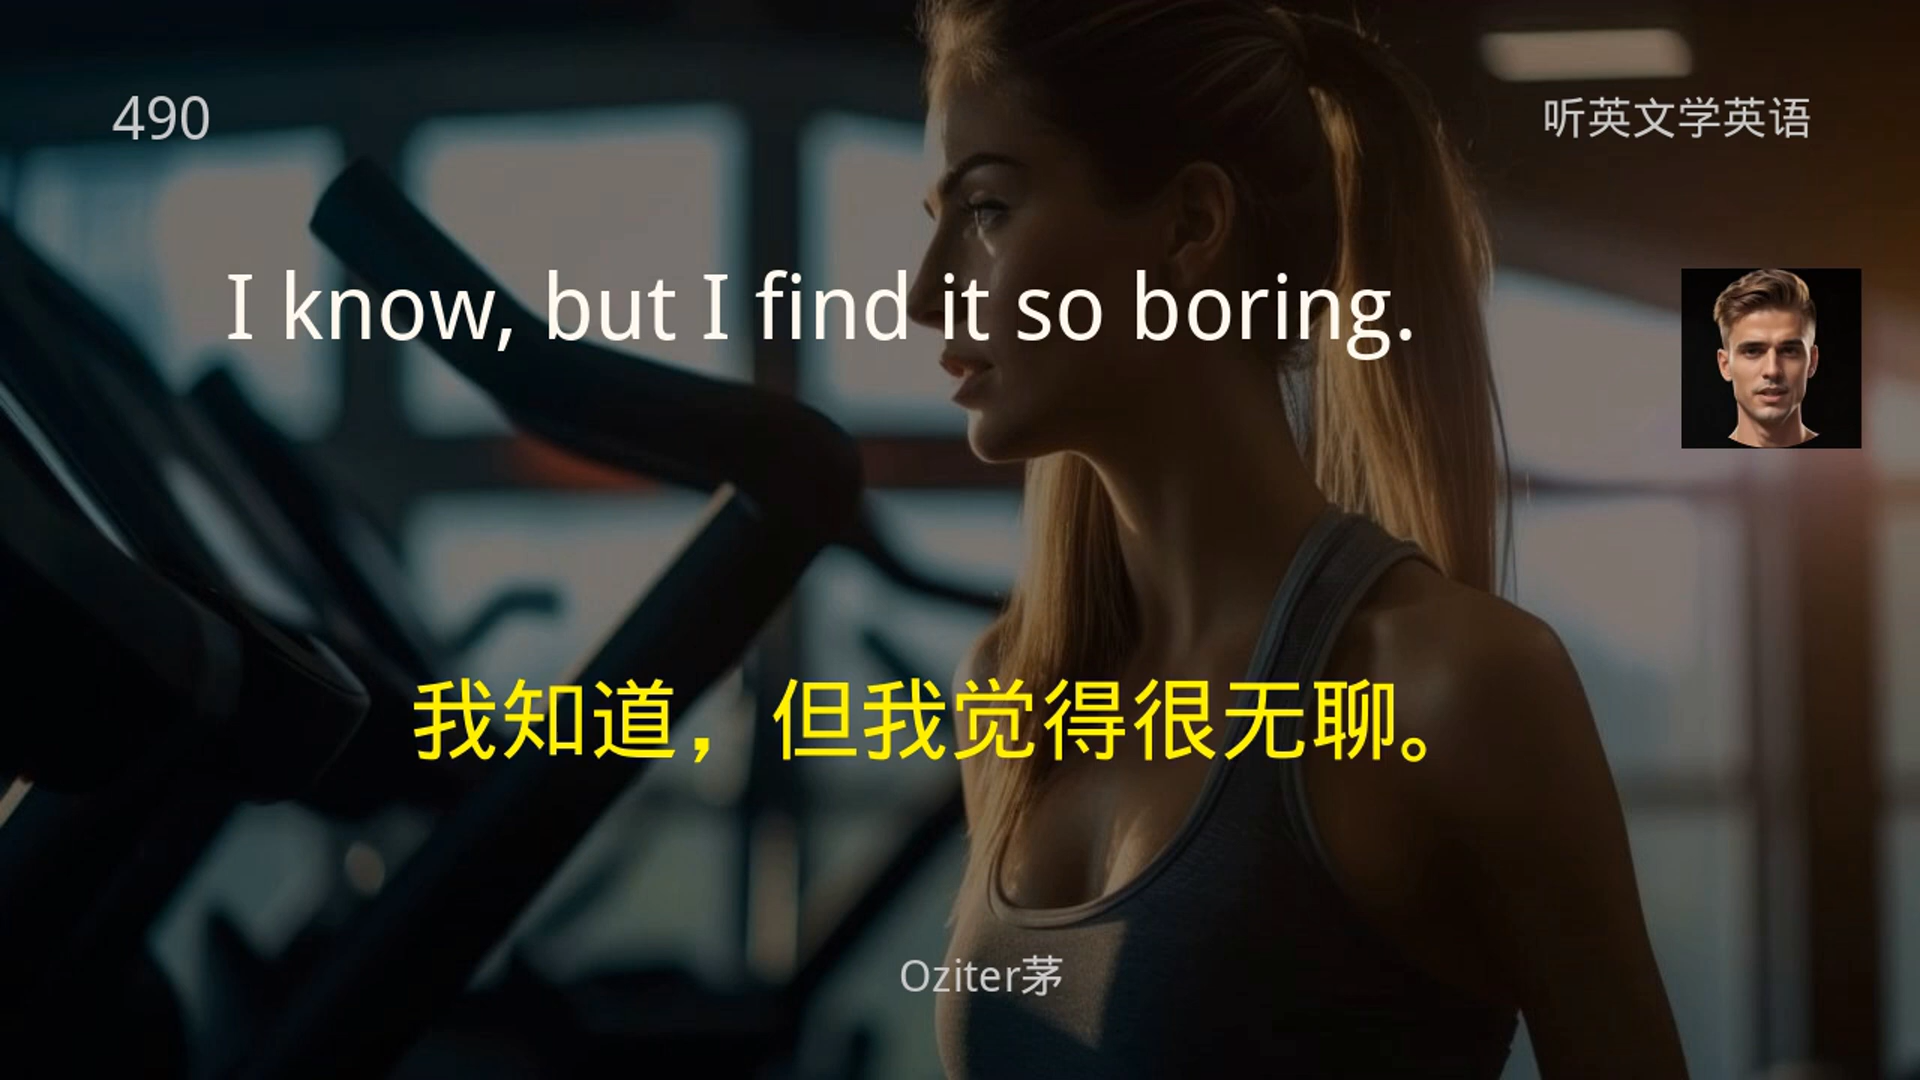 490
听英文学英语
I know, but I find it so boring.
我知道，但我觉得很无聊。
Oziter茅